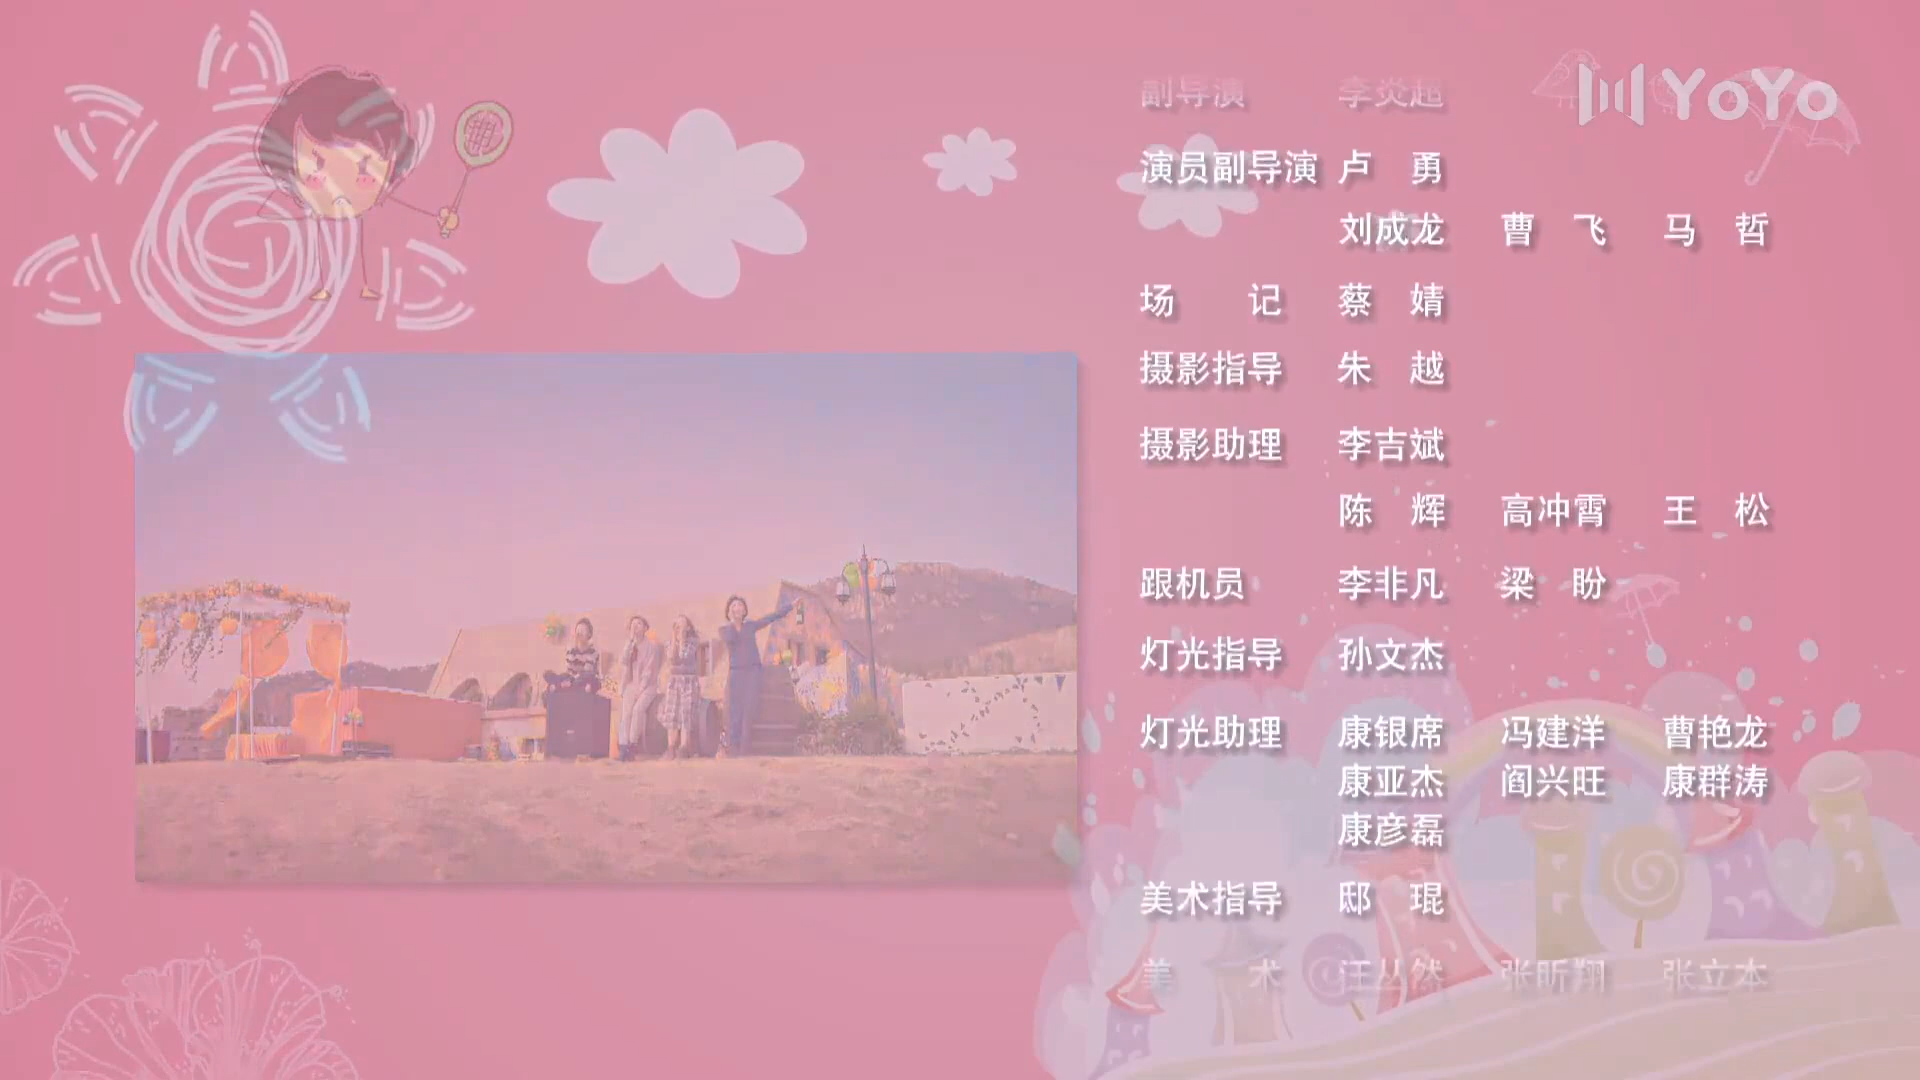 YoYo
副导演 李炎超
演员副导演 卢 勇
刘成龙 曹 飞 马 哲
场 记 蔡 婧
摄影指导 朱 越
摄影助理 李吉斌
陈 辉 高冲霄 王 松
跟机员 李非凡 梁 盼
灯光指导 孙文杰
灯光助理 康银席 冯建洋 曹艳龙
康亚杰 阎兴旺 康群涛
康彦磊
美术指导 邸 琨
美 术 汪丛然 张昕翔 张立本